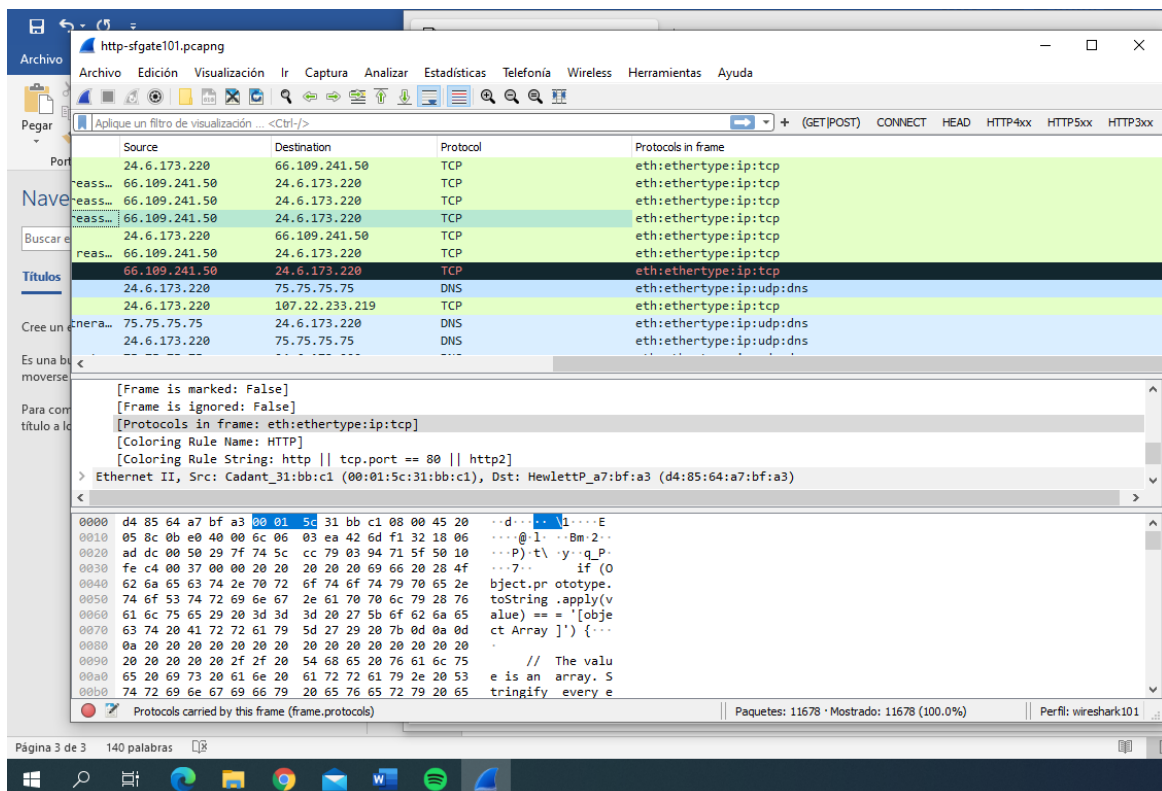 Archivo
http-sfgate101.pcapng
Archivo Edición Visualización Ir Captura Analizar Estadísticas Telefonía Wireless Herramientas Ayuda
Pegar
Aplique un filtro de visualización ... <Ctrl-/>
+ (GET|POST) CONNECT HEAD HTTP4xx HTTP5xx HTTP3xx
Port
Source Destination Protocol Protocols in frame
24.6.173.220 66.109.241.50 TCP eth:ethertype:ip:tcp
reass… 66.109.241.50 24.6.173.220 TCP eth:ethertype:ip:tcp
reass… 66.109.241.50 24.6.173.220 TCP eth:ethertype:ip:tcp
reass… 66.109.241.50 24.6.173.220 TCP eth:ethertype:ip:tcp
24.6.173.220 66.109.241.50 TCP eth:ethertype:ip:tcp
reas… 66.109.241.50 24.6.173.220 TCP eth:ethertype:ip:tcp
66.109.241.50 24.6.173.220 TCP eth:ethertype:ip:tcp
24.6.173.220 75.75.75.75 DNS eth:ethertype:ip:udp:dns
24.6.173.220 107.22.233.219 TCP eth:ethertype:ip:tcp
tnera… 75.75.75.75 24.6.173.220 DNS eth:ethertype:ip:udp:dns
24.6.173.220 75.75.75.75 DNS eth:ethertype:ip:udp:dns
Nave
Buscar e
Títulos
Cree un e
Es una bu
moverse
Para com
título a lo
[Frame is marked: False]
[Frame is ignored: False]
[Protocols in frame: eth:ethertype:ip:tcp]
[Coloring Rule Name: HTTP]
[Coloring Rule String: http || tcp.port == 80 || http2]
> Ethernet II, Src: Cadant_31:bb:c1 (00:01:5c:31:bb:c1), Dst: HewlettP_a7:bf:a3 (d4:85:64:a7:bf:a3)
0000 d4 85 64 a7 bf a3 00 01 5c 31 bb c1 08 00 45 20 ··d····· \1····E
0010 05 8c 0b e0 40 00 6c 06 03 ea 42 6d f1 32 18 06 ····@·l· ··Bm·2··
0020 ad dc 00 50 29 7f 74 5c cc 79 03 94 71 5f 50 10 ···P)·t\ ·y··q_P·
0030 fe c4 00 37 00 00 20 20 20 20 20 69 66 20 28 4f ···7·· if (O
0040 62 6a 65 63 74 2e 70 72 6f 74 6f 74 79 70 65 2e bject.pr ototype.
0050 74 6f 53 74 72 69 6e 67 2e 61 70 70 6c 79 28 76 toString .apply(v
0060 61 6c 75 65 29 20 3d 3d 3d 20 27 5b 6f 62 6a 65 alue) == = '[obje
0070 63 74 20 41 72 72 61 79 5d 27 29 20 7b 0d 0a 0d ct Array ]') {···
0080 0a 20 20 20 20 20 20 20 20 20 20 20 20 20 20 20 ·
0090 20 20 20 20 20 2f 2f 20 54 68 65 20 76 61 6c 75 // The valu
00a0 65 20 69 73 20 61 6e 20 61 72 72 61 79 2e 20 53 e is an array. S
00b0 74 72 69 6e 67 69 66 79 20 65 76 65 72 79 20 65 tringify every e
Protocols carried by this frame (frame.protocols) Paquetes: 11678 · Mostrado: 11678 (100.0%) Perfil: wireshark101
Página 3 de 3 140 palabras